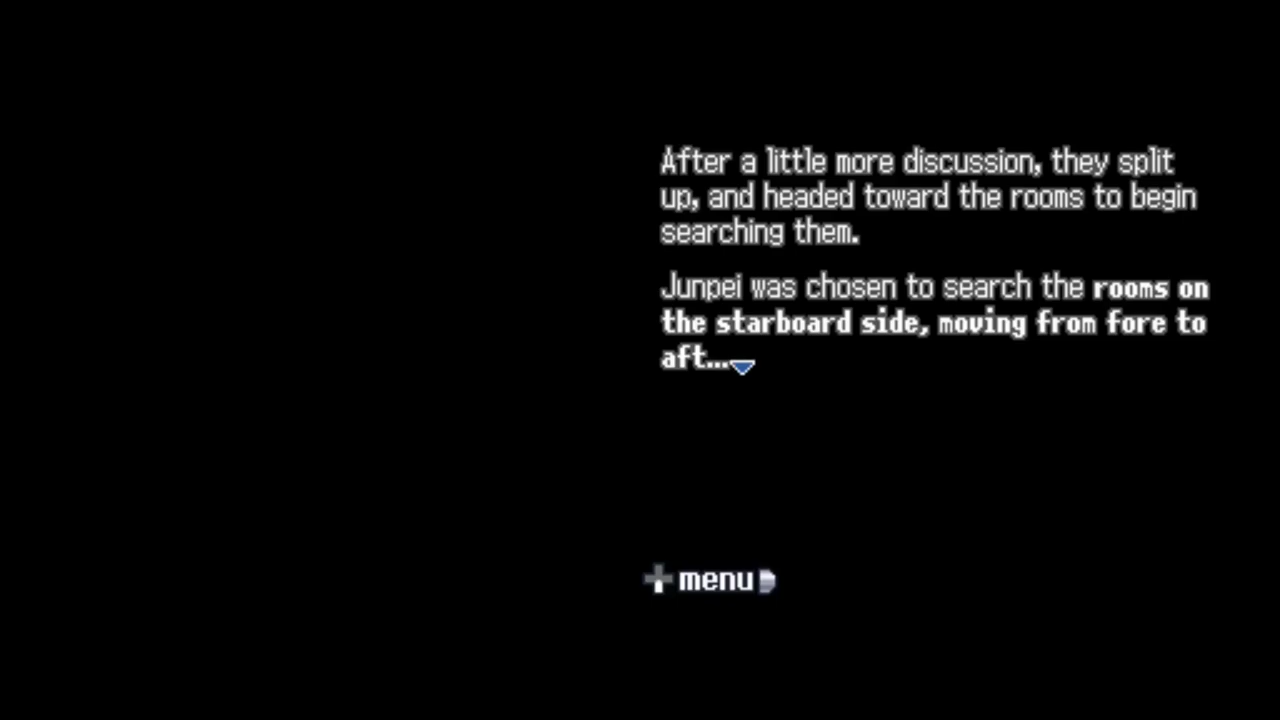 After a little more discussion, they split
up, and headed toward the rooms to begin
searching them.
Junpei was chosen to search the rooms on
the starboard side, moving from fore to
aft...
menu